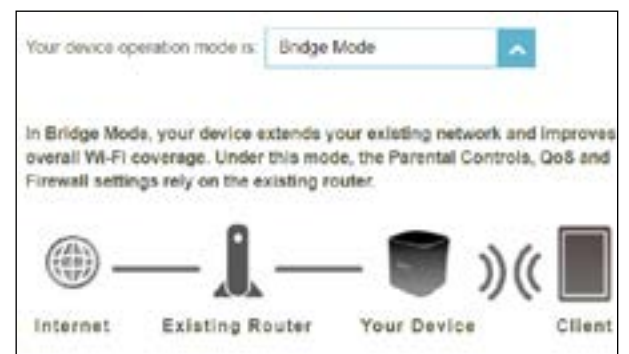 Your device operation mode is: Bridge Mode
In Bridge Mode, your device extends your existing network and improves
overall Wi-Fi coverage. Under this mode, the Parental Controls, QoS and
Firewall settings rely on the existing router.
Internet Existing Router Your Device Client